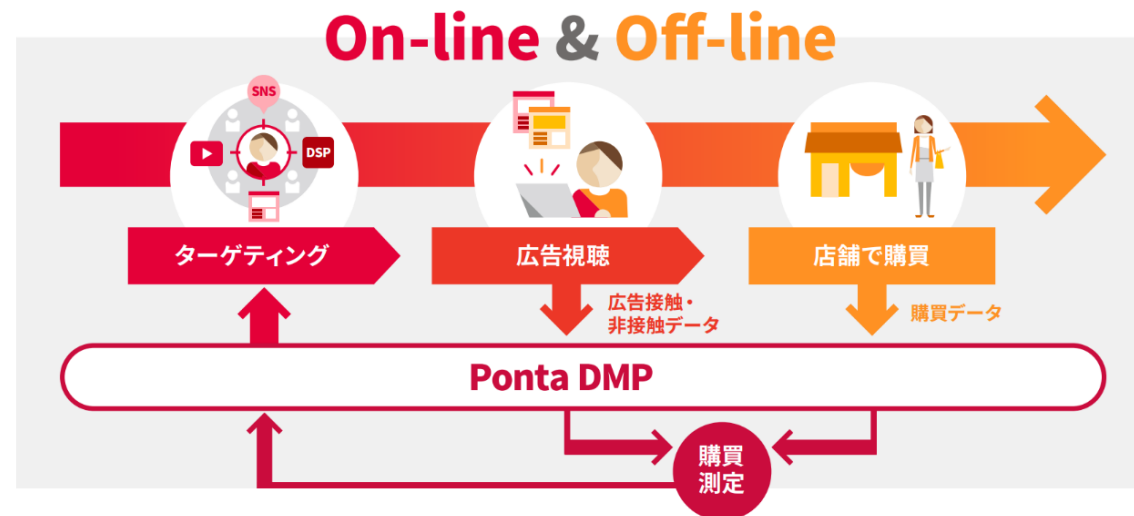 On-line & Off-line
SNS
DSP
ターゲティング
広告視聴
店舗で購買
広告接触・
非接触データ
購買データ
Ponta DMP
購買
測定